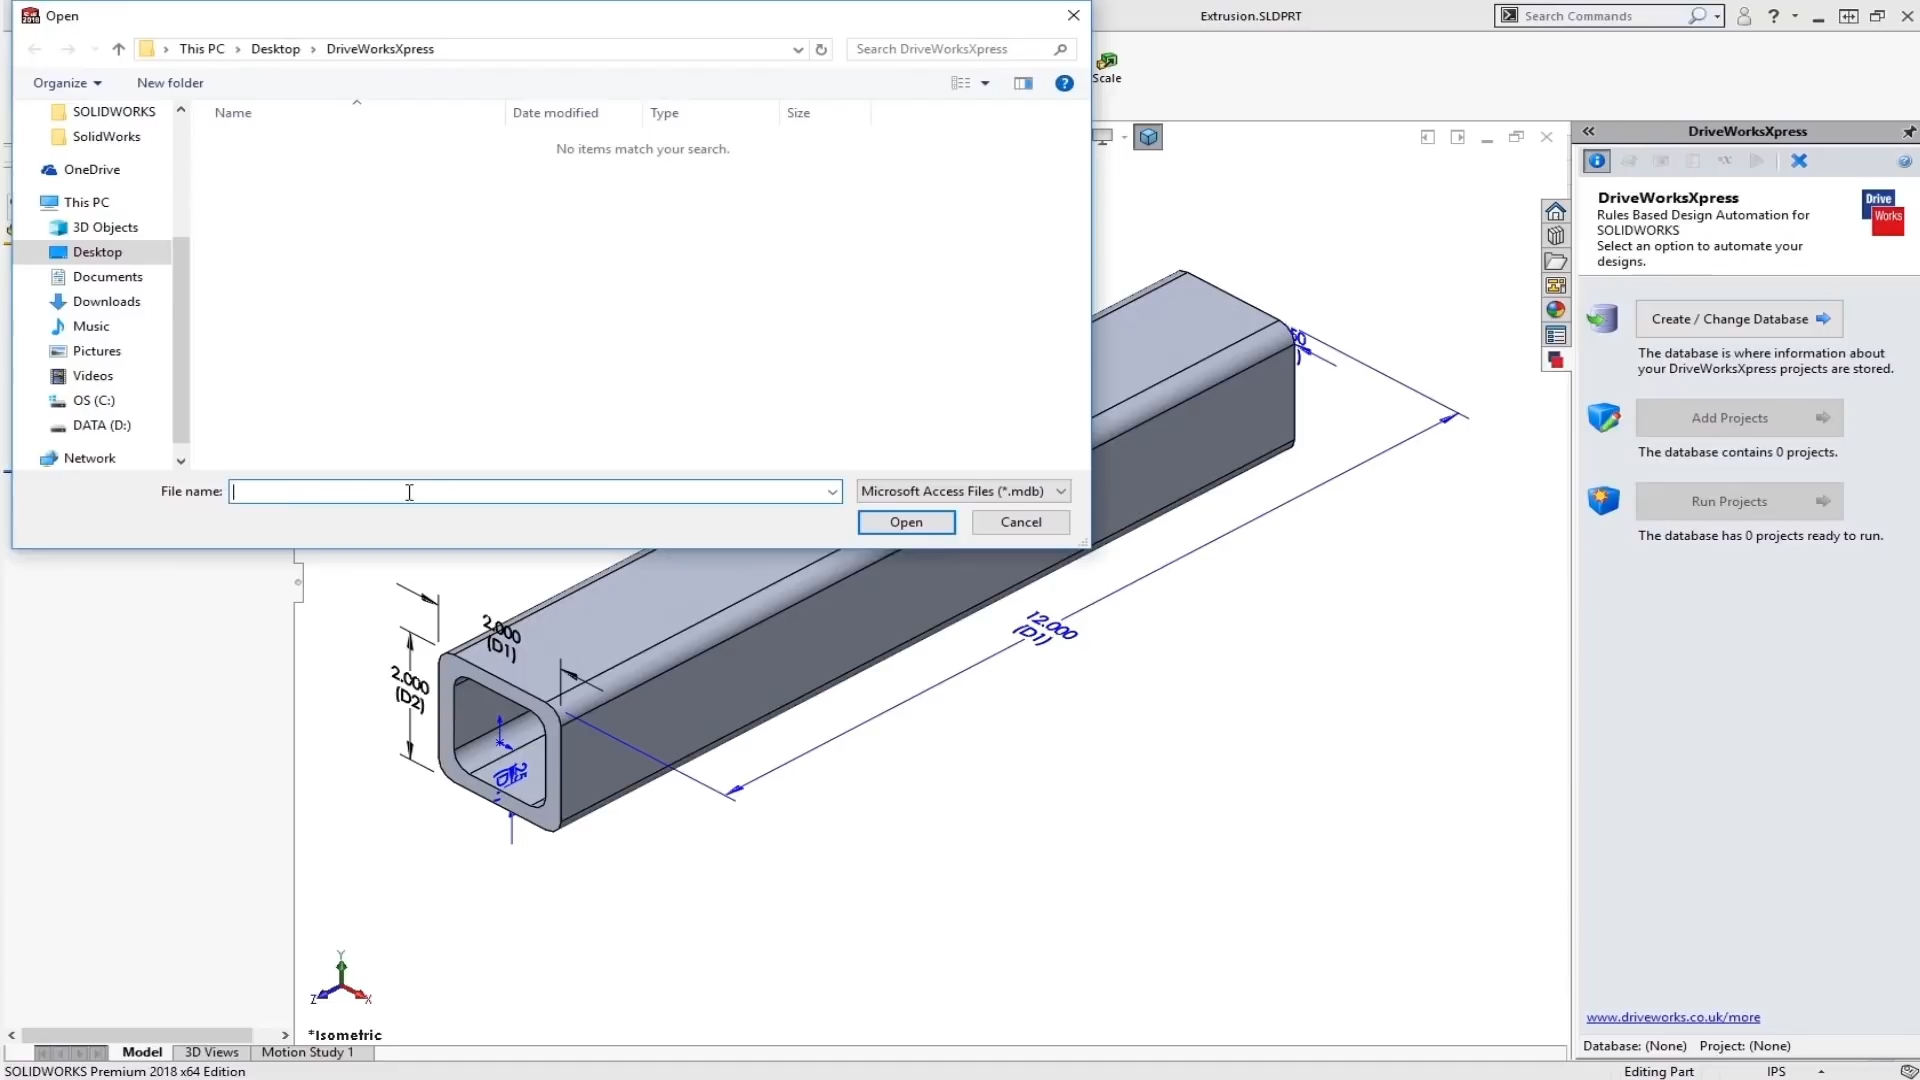 Open
Extrusion.SLDPRT
Search Commands
This PC > Desktop > DriveWorksXpress
Search DriveWorksXpress
Scale
Organize
New folder
Name
Date modified
Type
Size
No items match your search.
SOLIDWORKS
SolidWorks
OneDrive
This PC
3D Objects
Desktop
Documents
Downloads
Music
Pictures
Videos
OS (C:)
DATA (D:)
Network
File name:
Microsoft Access Files (*.mdb)
Open
Cancel
DriveWorksXpress
DriveWorksXpress
Rules Based Design Automation for
SOLIDWORKS
Select an option to automate your
designs.
Drive
Works
Create / Change Database
The database is where information about
your DriveWorksXpress projects are stored.
Add Projects
The database contains 0 projects.
Run Projects
The database has 0 projects ready to run.
2.000
(D1)
2.000
(D2)
12.000
(D1)
Y
Z
X
*Isometric
www.driveworks.co.uk/more
Database: (None) Project: (None)
Model
3D Views
Motion Study 1
SOLIDWORKS Premium 2018 x64 Edition
Editing Part
IPS